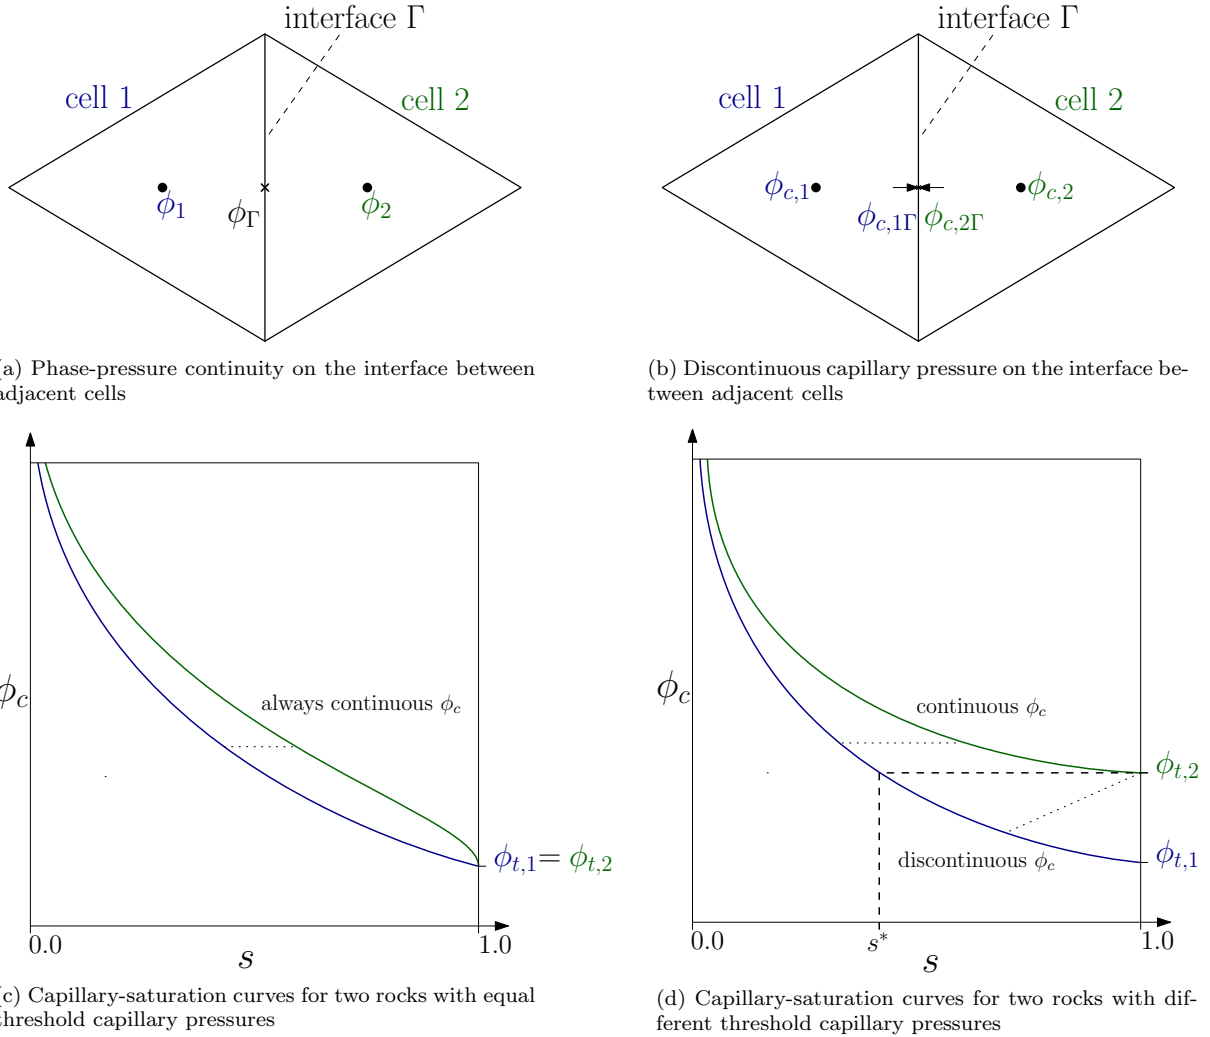 interface Γ
cell 1
cell 2
ϕ1
ϕΓ
ϕ2
(a) Phase-pressure continuity on the interface between
adjacent cells
interface Γ
cell 1
cell 2
ϕc,1
ϕc,2
ϕc,1Γ ϕc,2Γ
(b) Discontinuous capillary pressure on the interface be-
tween adjacent cells
ϕc
always continuous ϕc
ϕt,1= ϕt,2
0.0
1.0
s
(c) Capillary-saturation curves for two rocks with equal
threshold capillary pressures
ϕc
continuous ϕc
ϕt,2
discontinuous ϕc
ϕt,1
0.0
s*
1.0
s
(d) Capillary-saturation curves for two rocks with dif-
ferent threshold capillary pressures